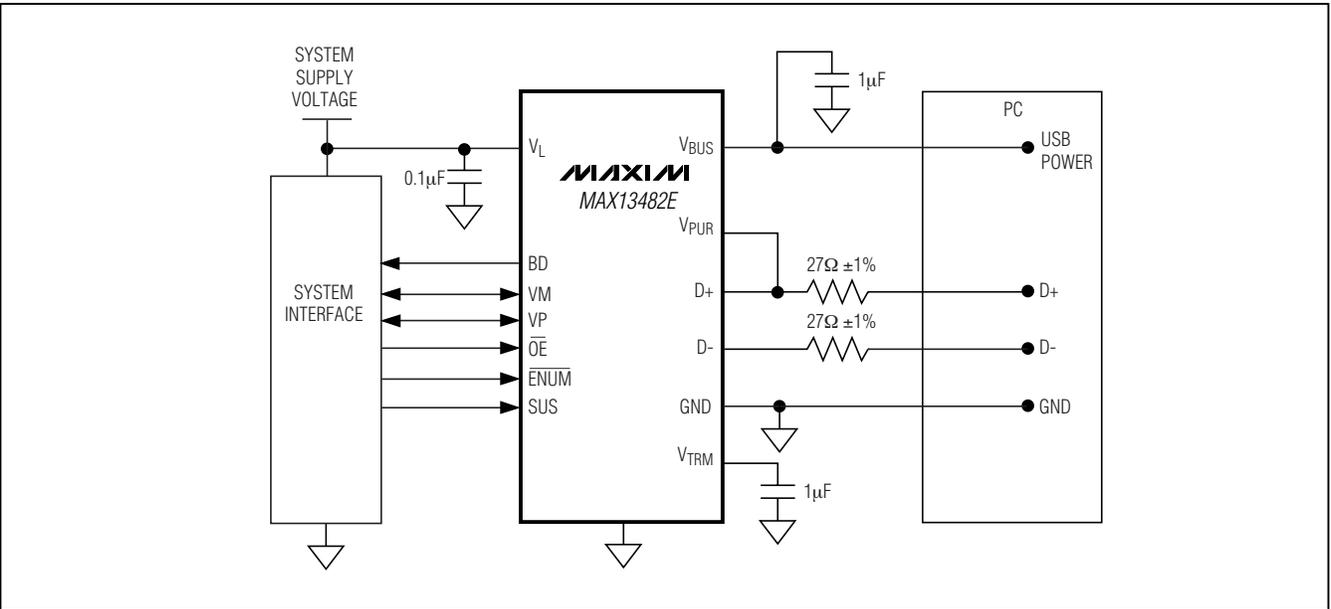 SYSTEM
SUPPLY
VOLTAGE
0.1μF
SYSTEM
INTERFACE
VL
MAXIM
MAX13482E
BD
VM
VP
OE
ENUM
SUS
VBUS
VPUR
D+
D-
GND
VTRM
1μF
27Ω ±1%
27Ω ±1%
1μF
PC
USB
POWER
D+
D-
GND